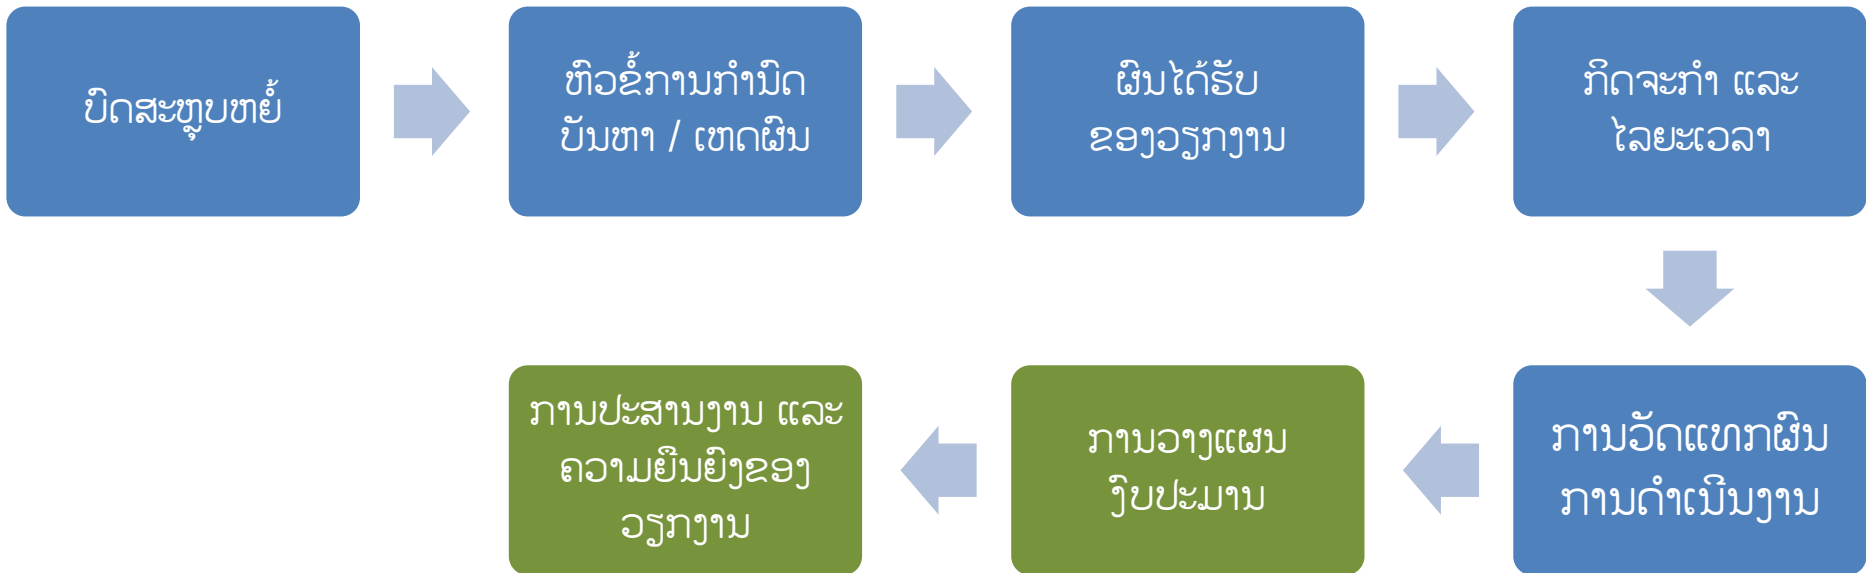 ບົດສະຫຼຸບຫຍໍ້
ຫົວຂໍ້ການກຳນົດ
ບັນຫາ / ເຫດຜົນ
ຜົນໄດ້ຮັບ
ຂອງວຽກງານ
ກິດຈະກຳ ແລະ
ໄລຍະເວລາ
ການວັດແທກຜົນ
ການດຳເນີນງານ
ການວາງແຜນ
ງົບປະມານ
ການປະສານງານ ແລະ
ຄວາມຍືນຍົງຂອງ
ວຽກງານ